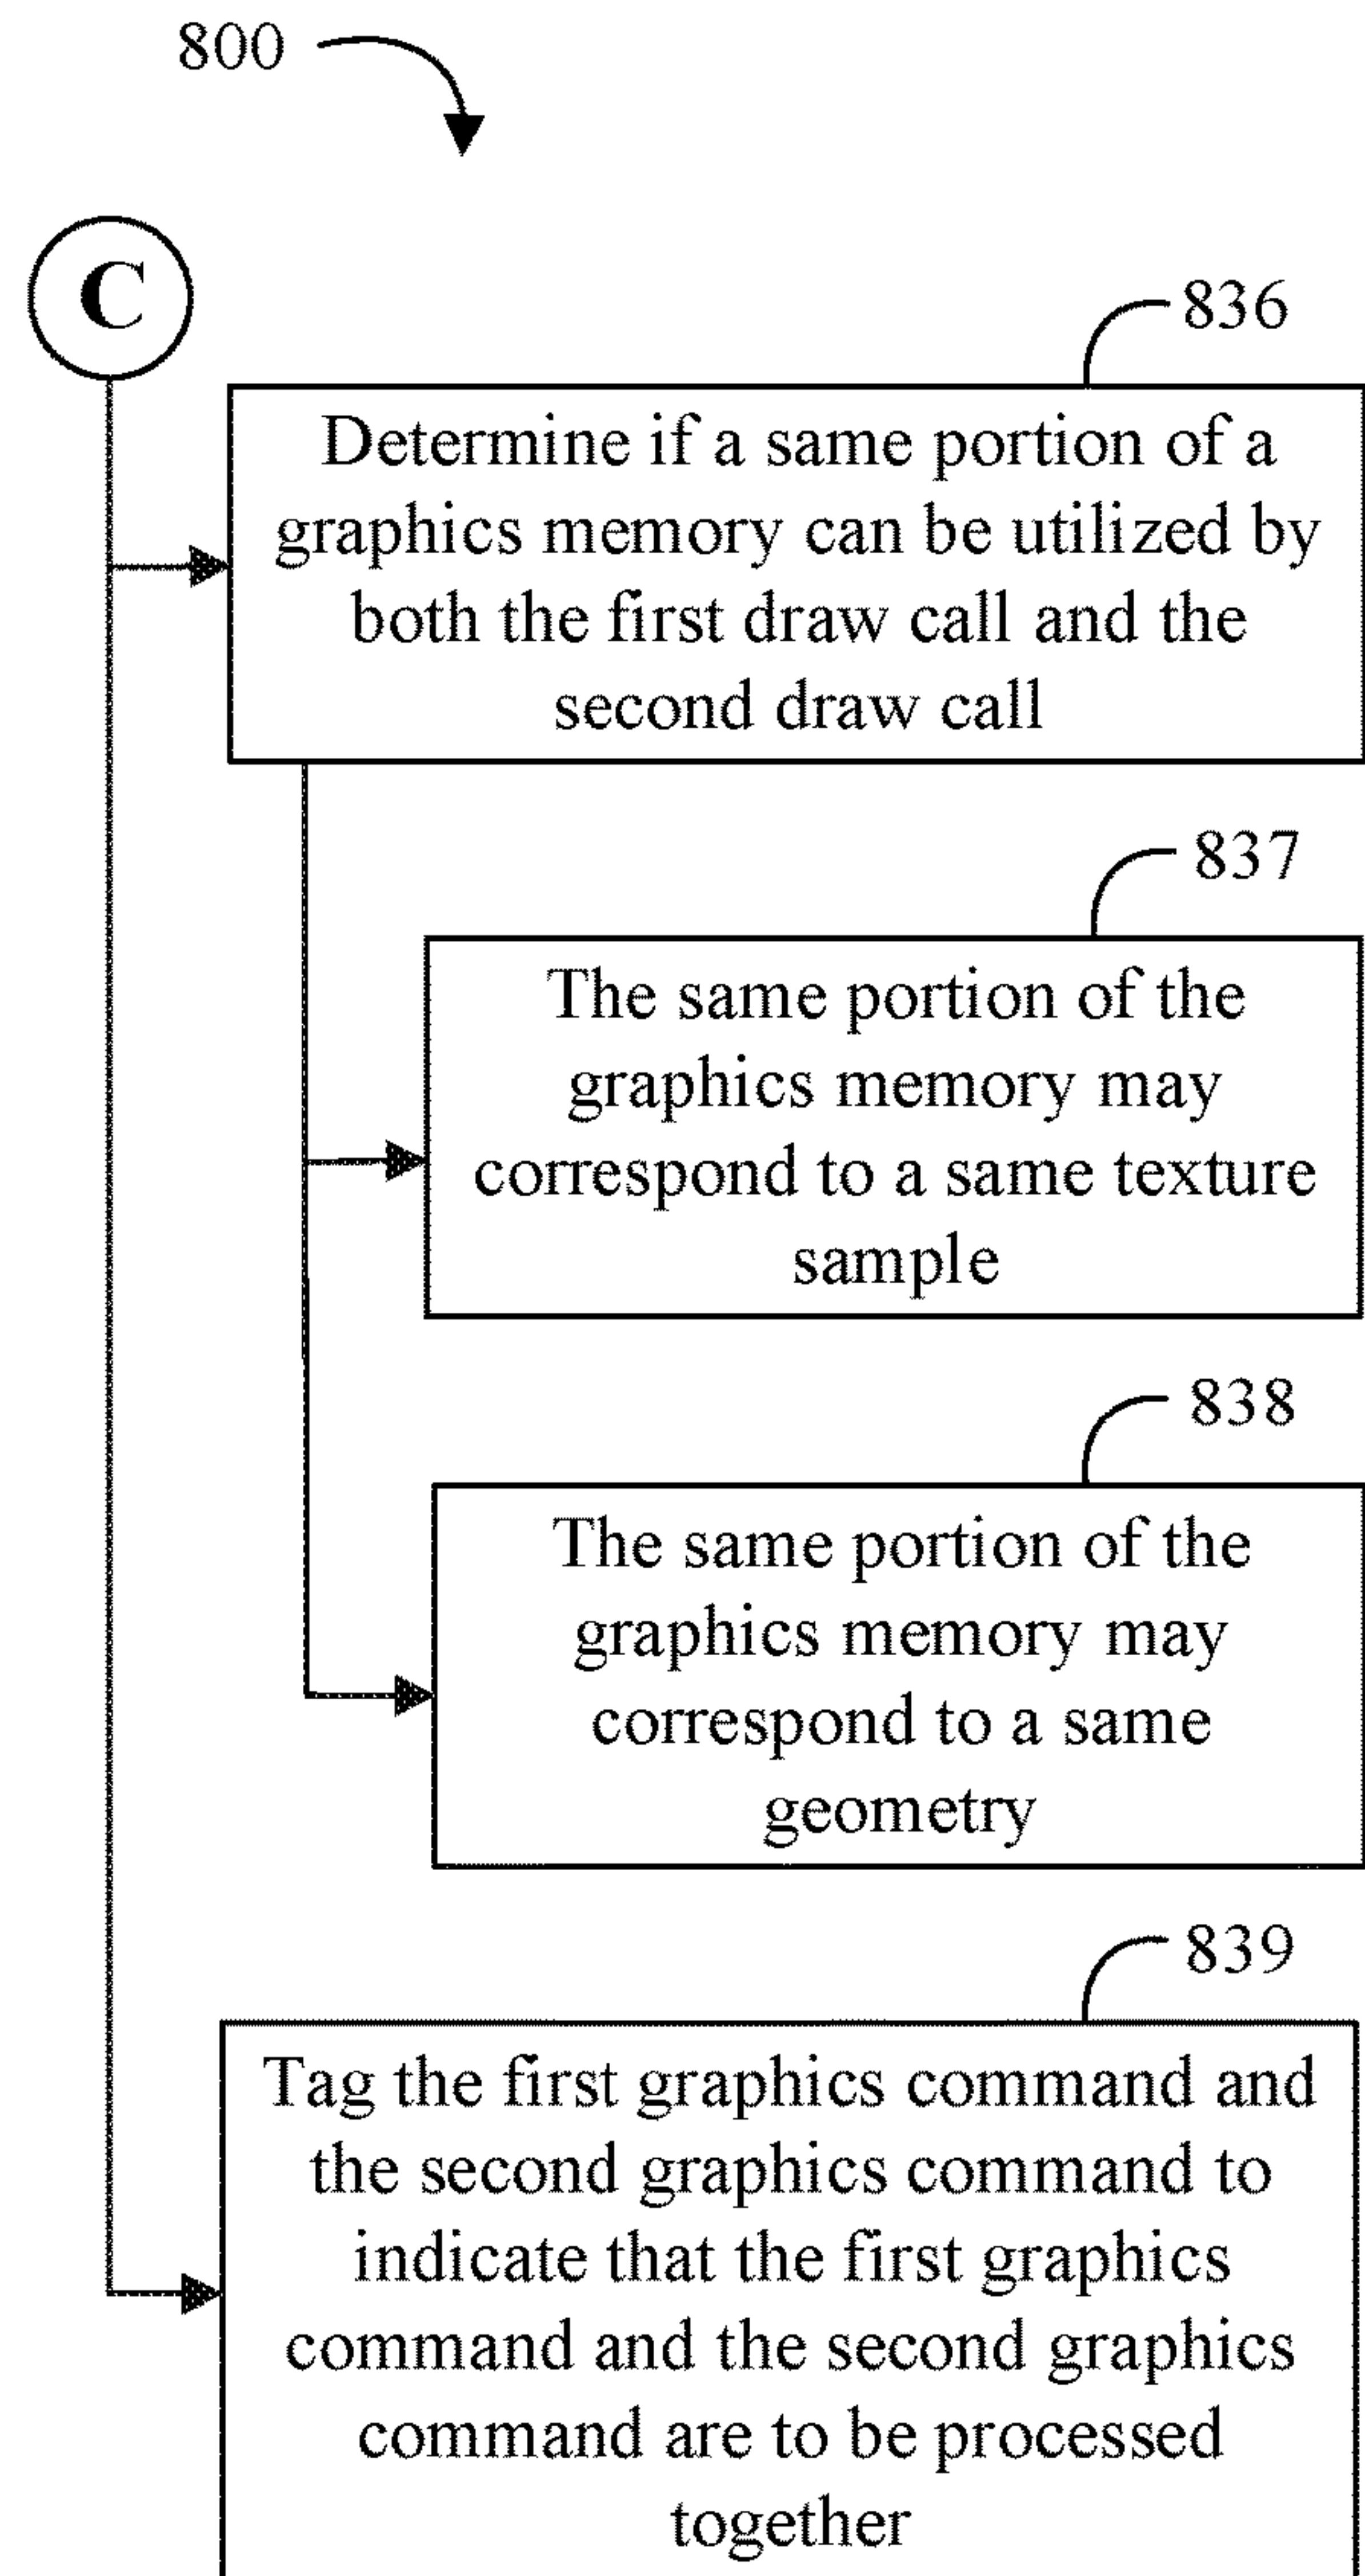 800
C
836
Determine if a same portion of a
graphics memory can be utilized by
both the first draw call and the
second draw call
837
The same portion of the
graphics memory may
correspond to a same texture
sample
838
The same portion of the
graphics memory may
correspond to a same
geometry
839
Tag the first graphics command and
the second graphics command to
indicate that the first graphics
command and the second graphics
command are to be processed
together